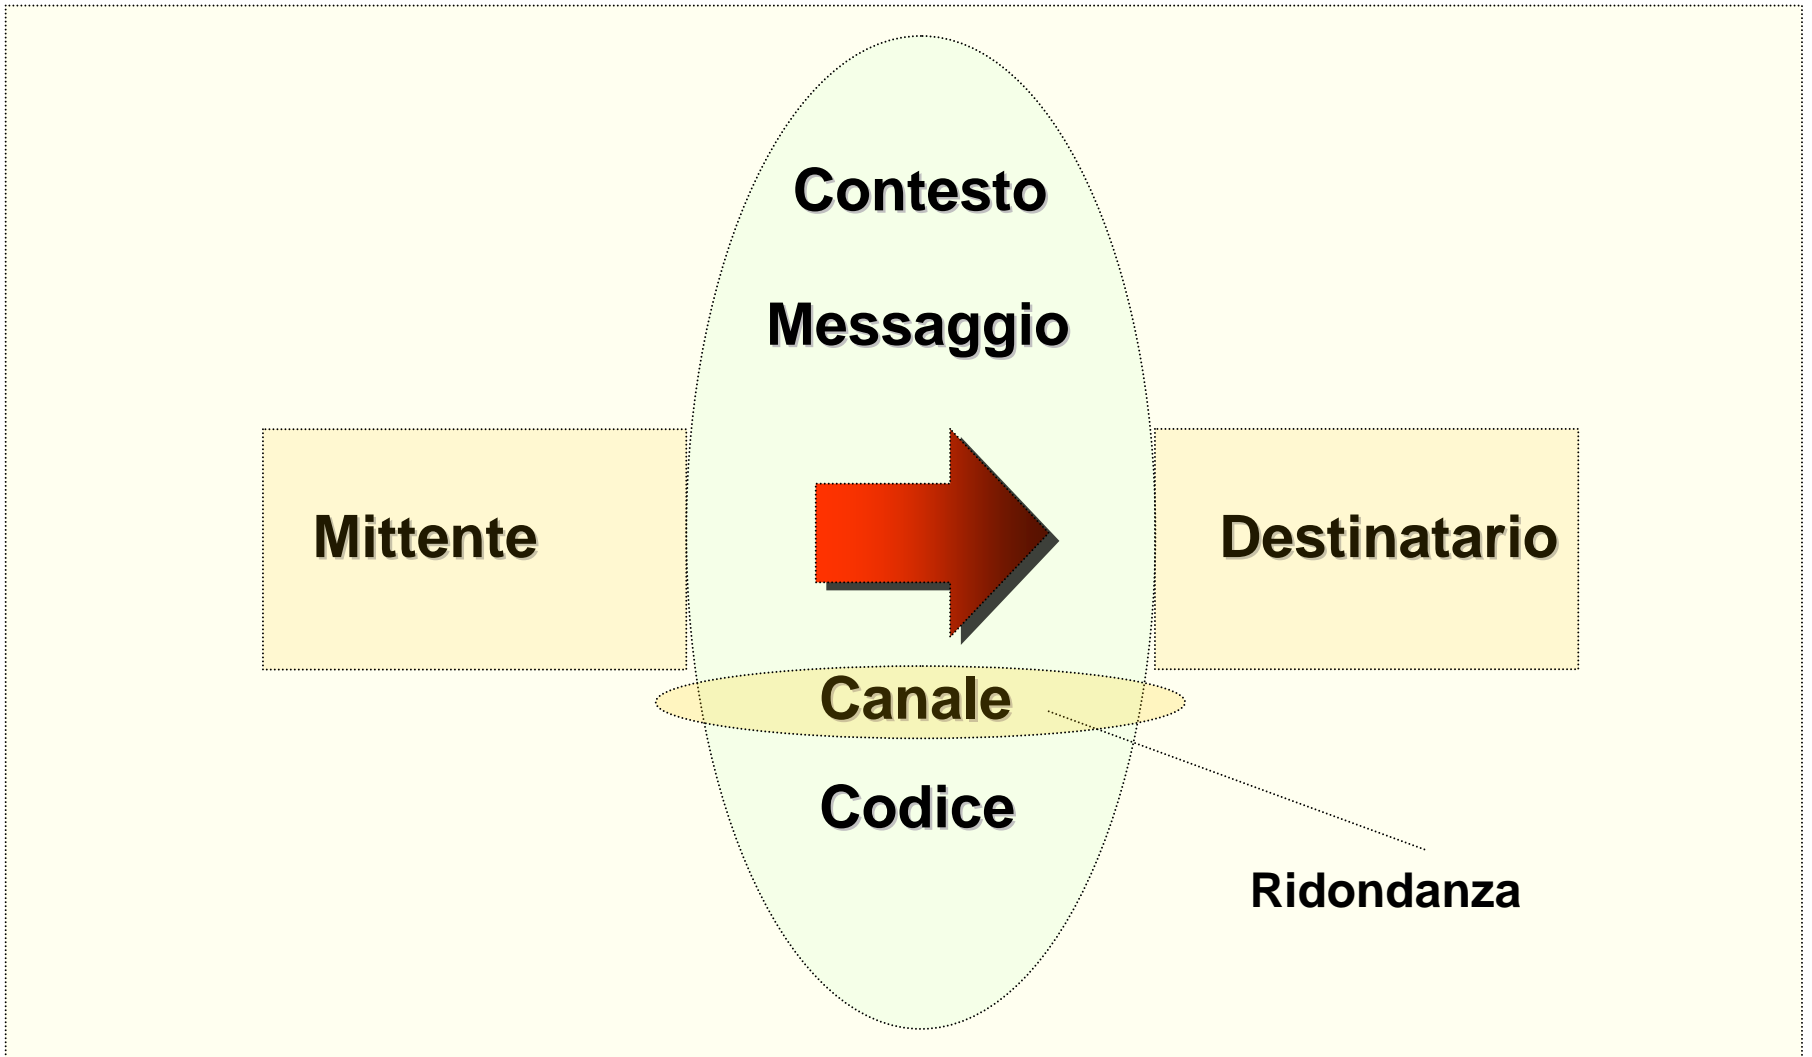 Contesto
Messaggio
Mittente
Destinatario
Canale
Codice
Ridondanza